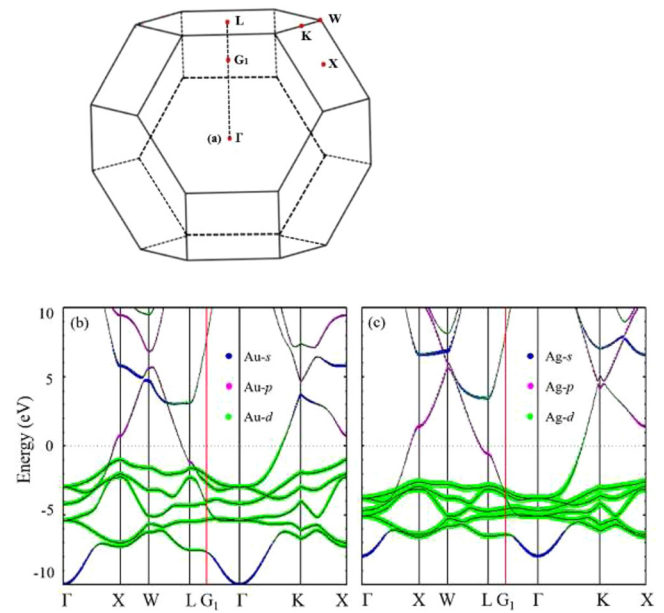 L
W
K
G1
X
(a)
Γ
10
5
0
-5
-10
Energy (eV)
(b)
Au-s
Au-p
Au-d
(c)
Ag-s
Ag-p
Ag-d
Γ X W L G1 Γ K X
Γ X W L G1 Γ K X